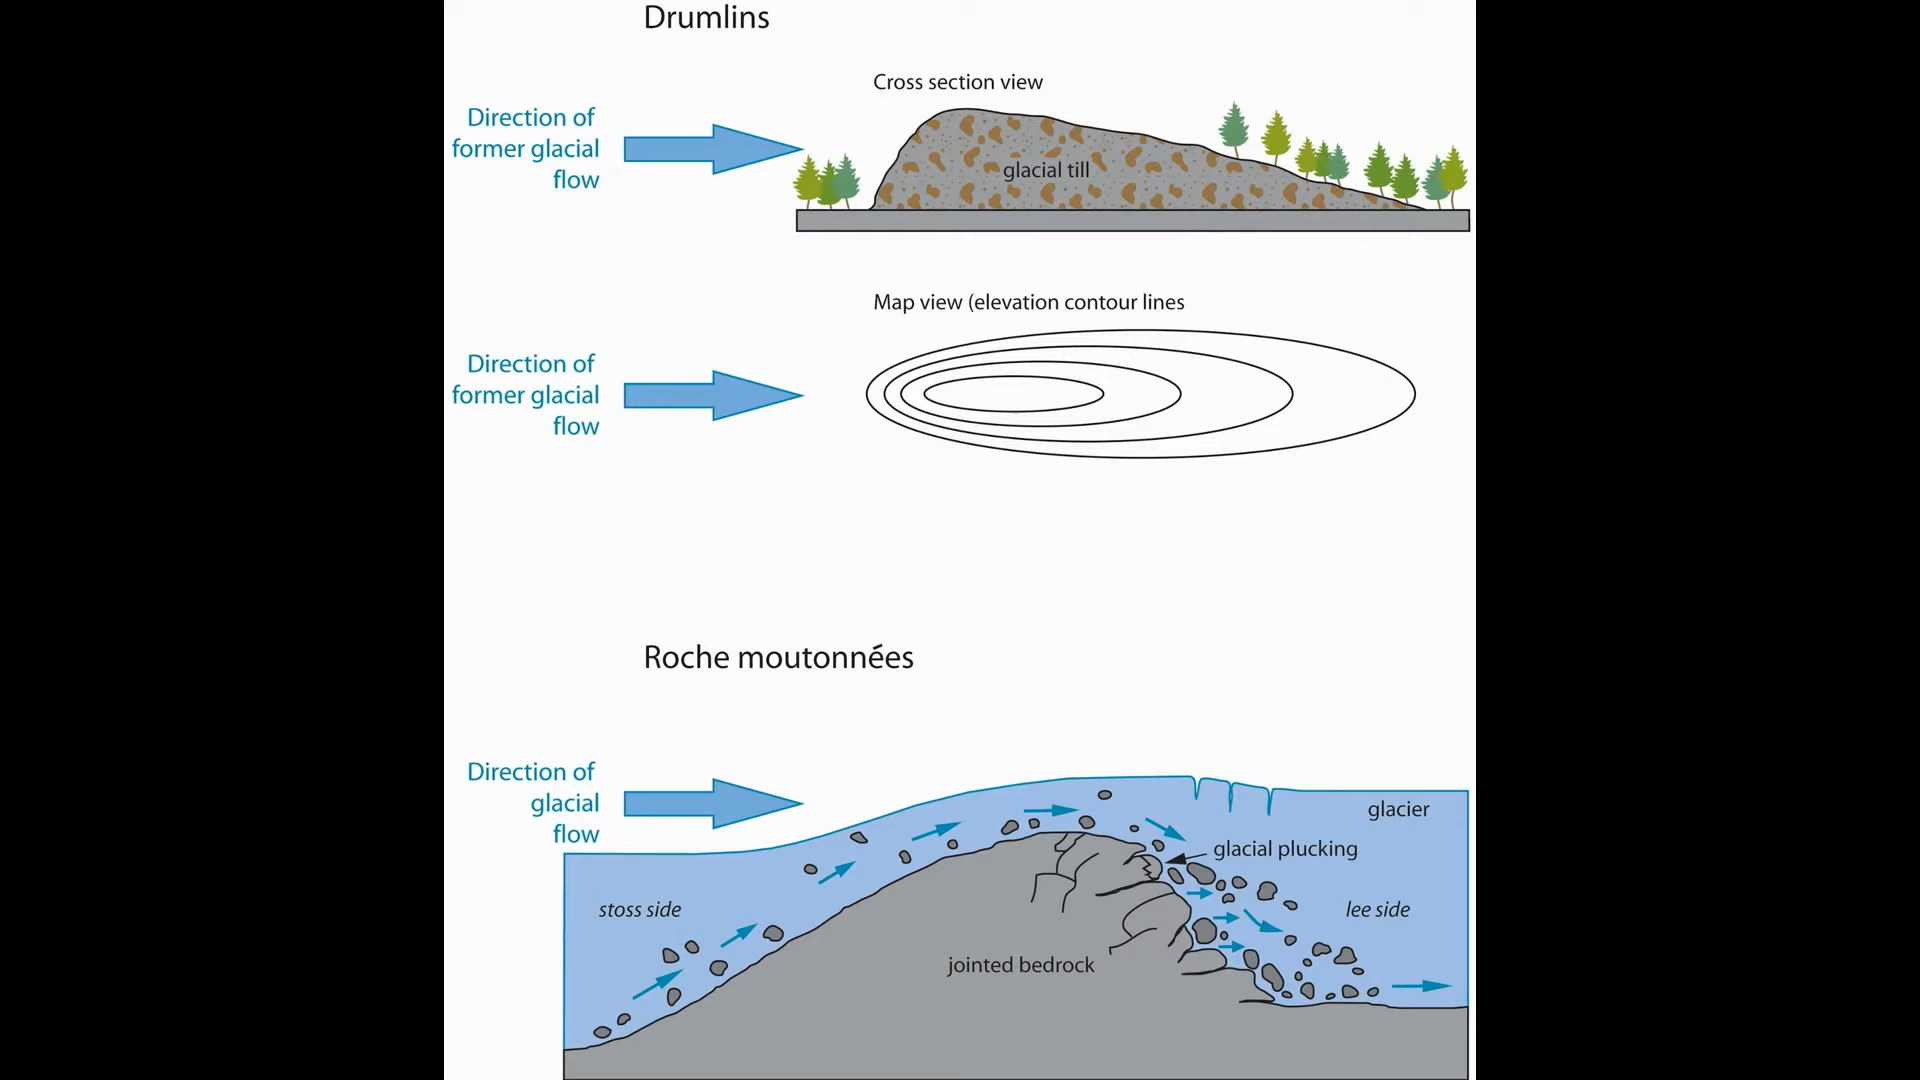 Drumlins
Cross section view
Direction of
former glacial
flow
glacial till
Map view (elevation contour lines
Direction of
former glacial
flow
Roche moutonnées
Direction of
glacial
flow
glacier
glacial plucking
stoss side
lee side
jointed bedrock